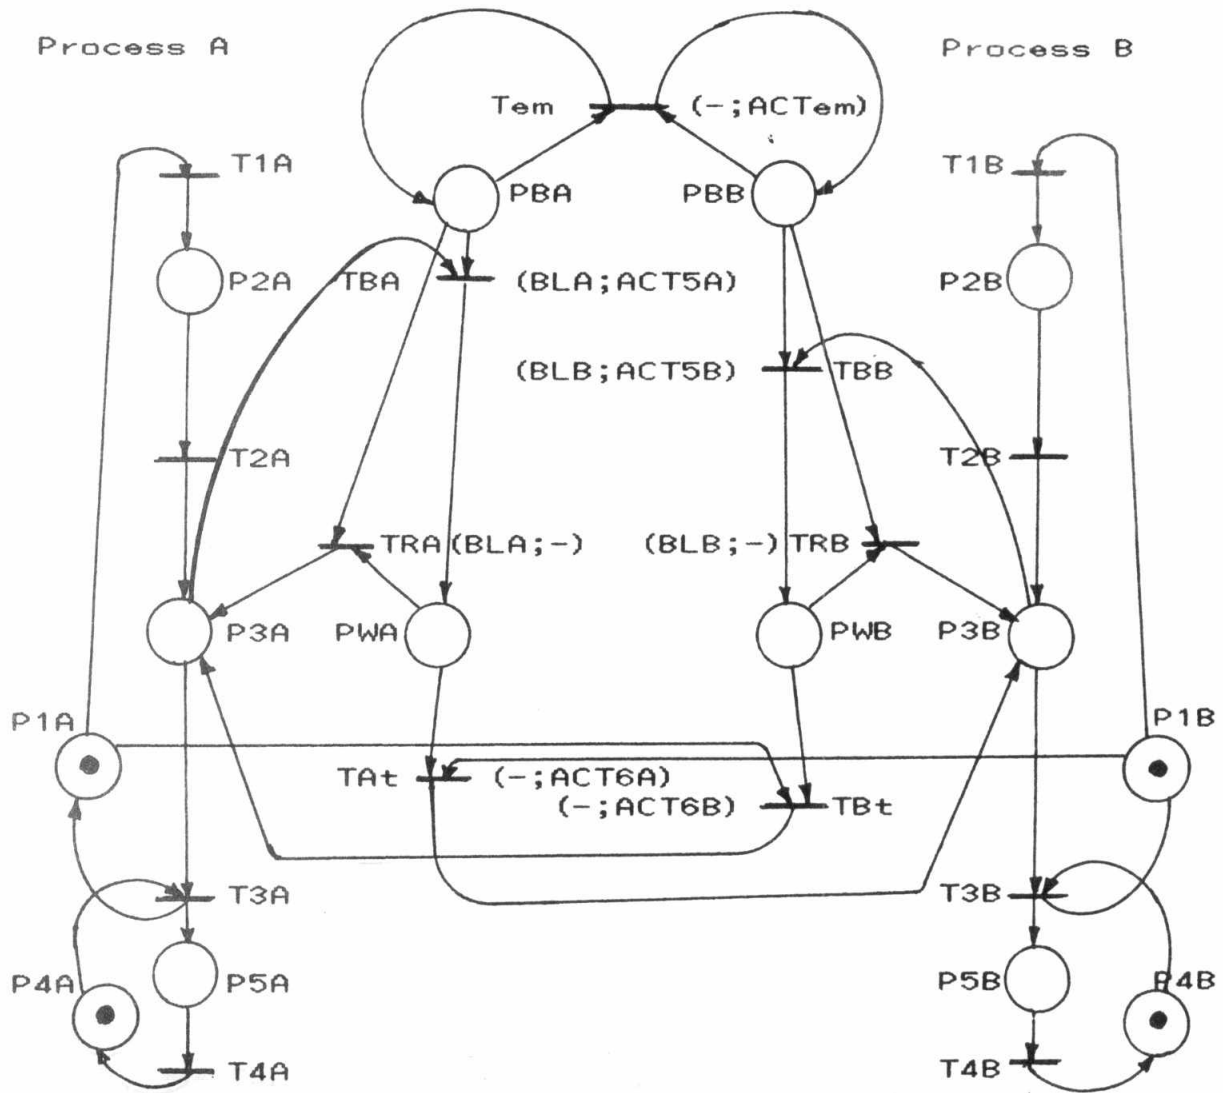 Process A
Process B
Tem
(-;ACTem)
T1A
T1B
PBA
PBB
P2A
TBA
(BLA;ACT5A)
P2B
(BLB;ACT5B)
TBB
T2A
T2B
TRA
(BLA;-)
(BLB;-)
TRB
P3A
PWA
PWB
P3B
P1A
P1B
TAt
(-;ACT6A)
(-;ACT6B)
TBt
T3A
T3B
P4A
P5A
P5B
P4B
T4A
T4B